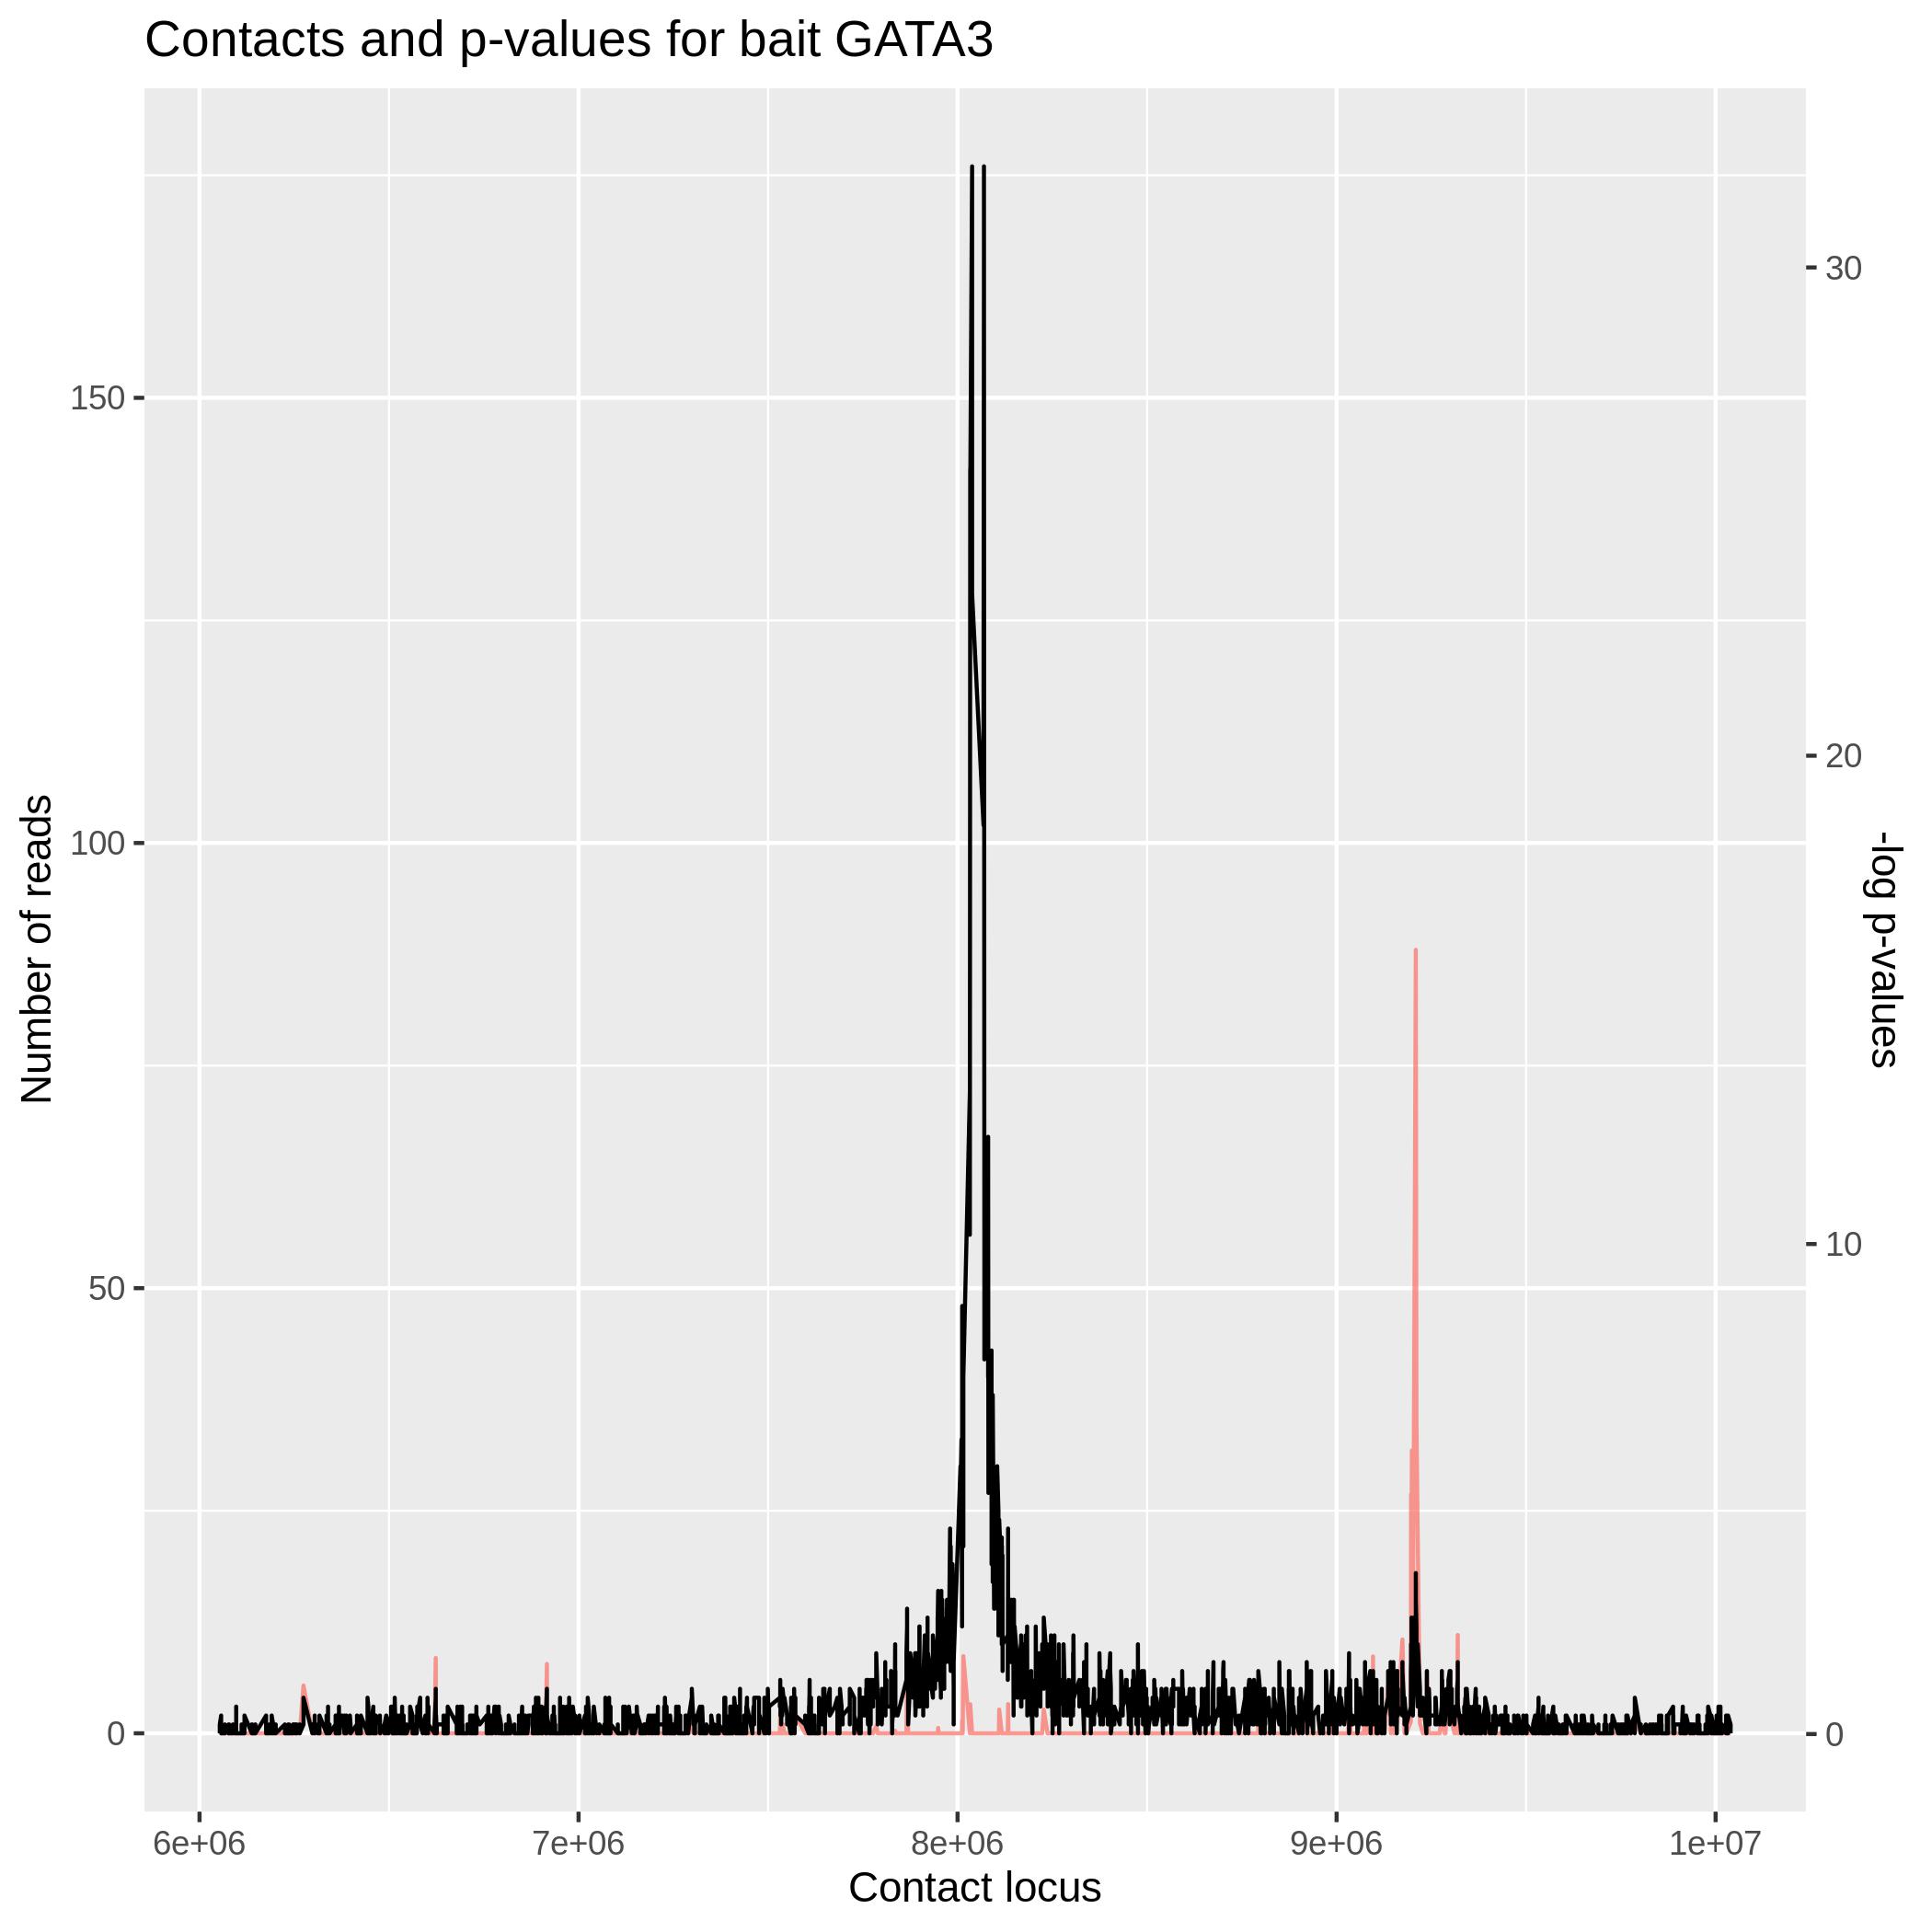 Contacts and p-values for bait GATA3
Number of reads
150
100
50
0
30
20
10
0
-log p-values
6e+06 7e+06 8e+06 9e+06 1e+07
Contact locus